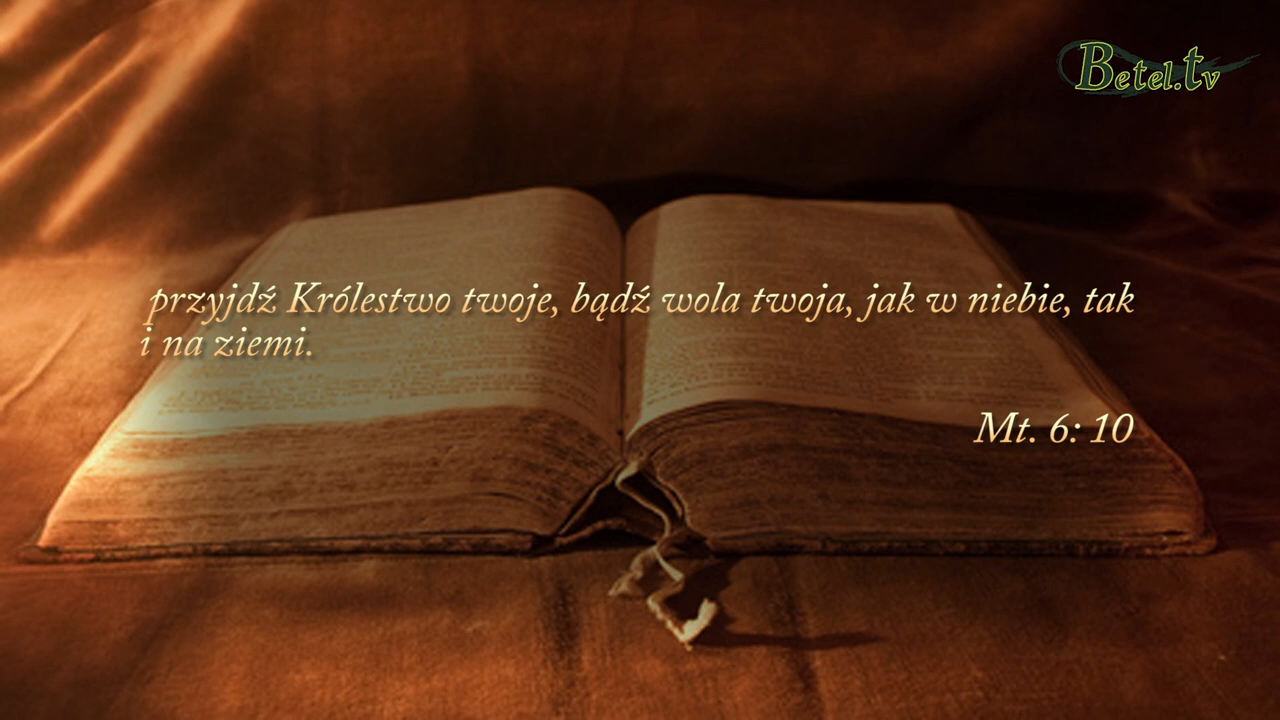 Betel.tv
przyjdź Królestwo twoje, bądź wola twoja, jak w niebie, tak
i na ziemi.
Mt. 6: 10